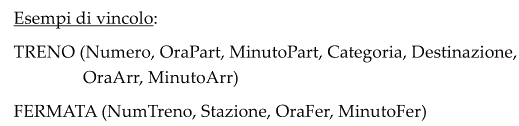 Esempi di vincolo:
TRENO (Numero, OraPart, MinutoPart, Categoria, Destinazione,
OraArr, MinutoArr)
FERMATA (NumTreno, Stazione, OraFer, MinutoFer)